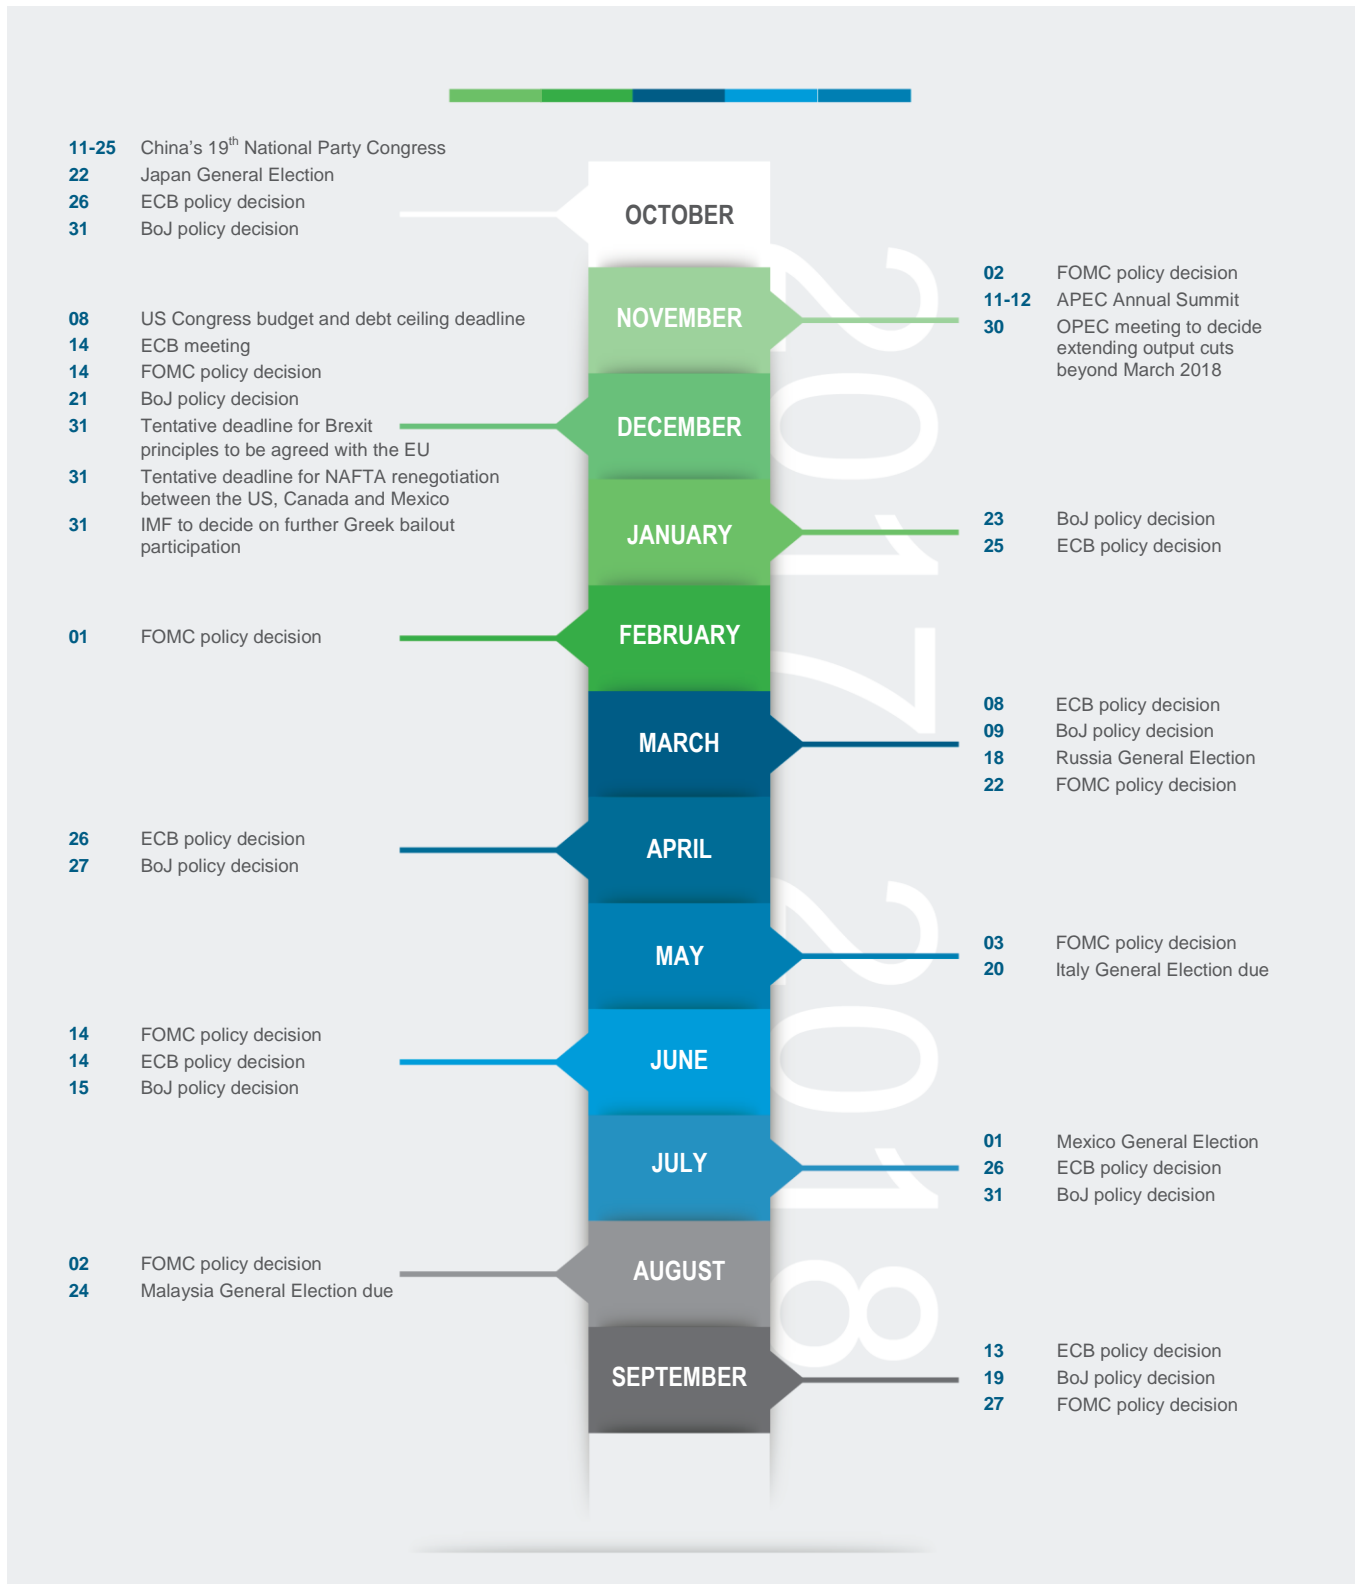 11-25 China's 19th National Party Congress
22 Japan General Election
26 ECB policy decision
31 BoJ policy decision
OCTOBER
02 FOMC policy decision
11-12 APEC Annual Summit
30 OPEC meeting to decide
extending output cuts
beyond March 2018
NOVEMBER
08 US Congress budget and debt ceiling deadline
14 ECB meeting
14 FOMC policy decision
21 BoJ policy decision
31 Tentative deadline for Brexit
principles to be agreed with the EU
31 Tentative deadline for NAFTA renegotiation
between the US, Canada and Mexico
31 IMF to decide on further Greek bailout
participation
DECEMBER
2017
JANUARY
23 BoJ policy decision
25 ECB policy decision
01 FOMC policy decision
FEBRUARY
MARCH
08 ECB policy decision
09 BoJ policy decision
18 Russia General Election
22 FOMC policy decision
26 ECB policy decision
27 BoJ policy decision
APRIL
MAY
03 FOMC policy decision
20 Italy General Election due
2018
14 FOMC policy decision
14 ECB policy decision
15 BoJ policy decision
JUNE
JULY
01 Mexico General Election
26 ECB policy decision
31 BoJ policy decision
02 FOMC policy decision
24 Malaysia General Election due
AUGUST
SEPTEMBER
13 ECB policy decision
19 BoJ policy decision
27 FOMC policy decision